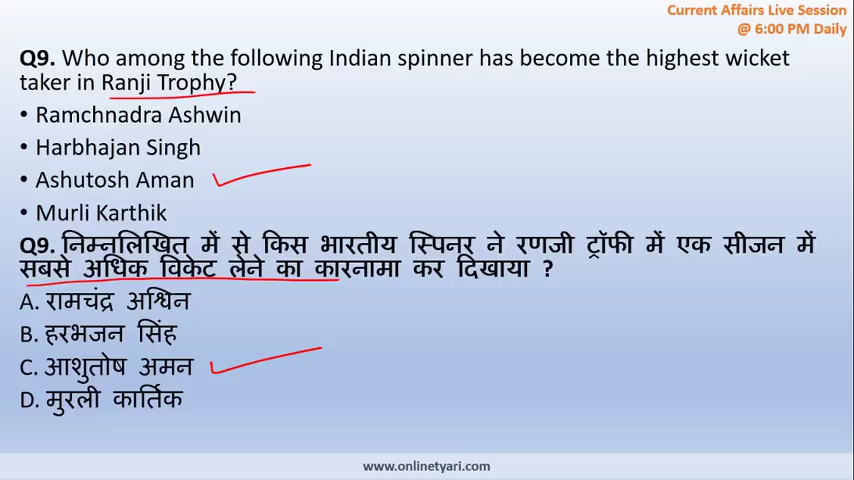 Current Affairs Live Session
@ 6:00 PM Daily
Q9. Who among the following Indian spinner has become the highest wicket
taker in Ranji Trophy?
• Ramchnadra Ashwin
• Harbhajan Singh
• Ashutosh Aman
• Murli Karthik
Q9. निम्नलिखित में से किस भारतीय स्पिनर ने रणजी ट्रॉफी में एक सीजन में
सबसे अधिक विकेट लेने का कारनामा कर दिखाया ?
A. रामचंद्र अश्विन
B. हरभजन सिंह
C. आशुतोष अमन
D. मुरली कार्तिक
www.onlinetyari.com